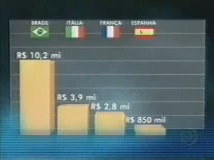 BRASIL ITÁLIA FRANÇA ESPANHA
R$ 10,2 mi
R$ 3,9 mi
R$ 2,8 mi
R$ 850 mil